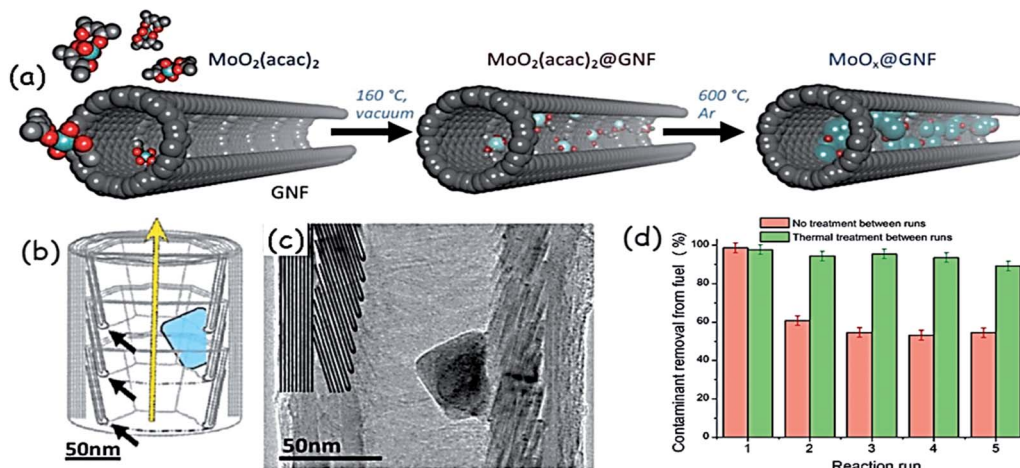 (a)
MoO₂(acac)₂
MoO₂(acac)₂@GNF
MoOₓ@GNF
160 °C,
vacuum
600 °C,
Ar
GNF
(b)
50nm
(c)
50nm
(d)
No treatment between runs
Thermal treatment between runs
Contaminant removal from fuel (%)
100
80
60
40
20
0
1 2 3 4 5
Reaction run